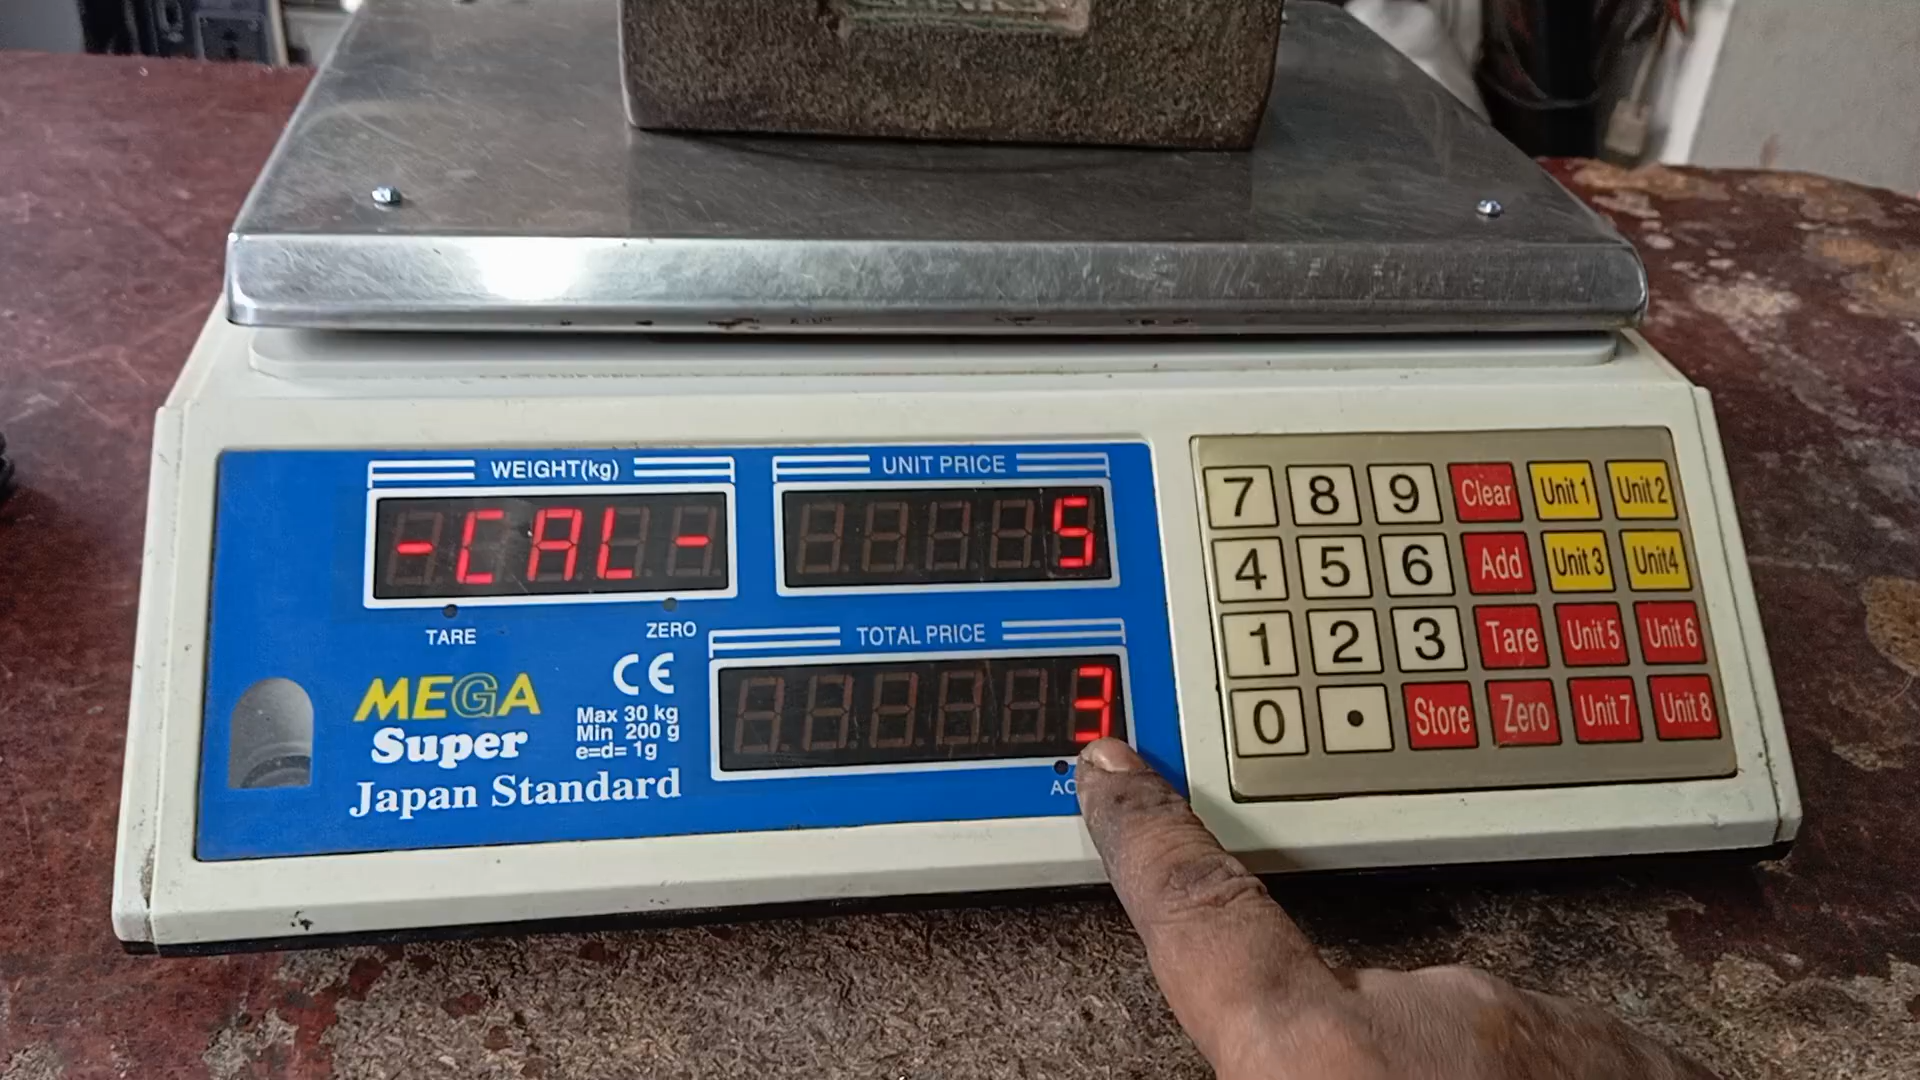 WEIGHT(kg)
-CAL-
TARE
ZERO
UNIT PRICE
5
TOTAL PRICE
3
MEGA
Super
Japan Standard
CE
Max 30 kg
Min 200 g
e=d= 1g
7 8 9 Clear Unit 1 Unit 2
4 5 6 Add Unit 3 Unit4
1 2 3 Tare Unit 5 Unit 6
0 . Store Zero Unit 7 Unit 8